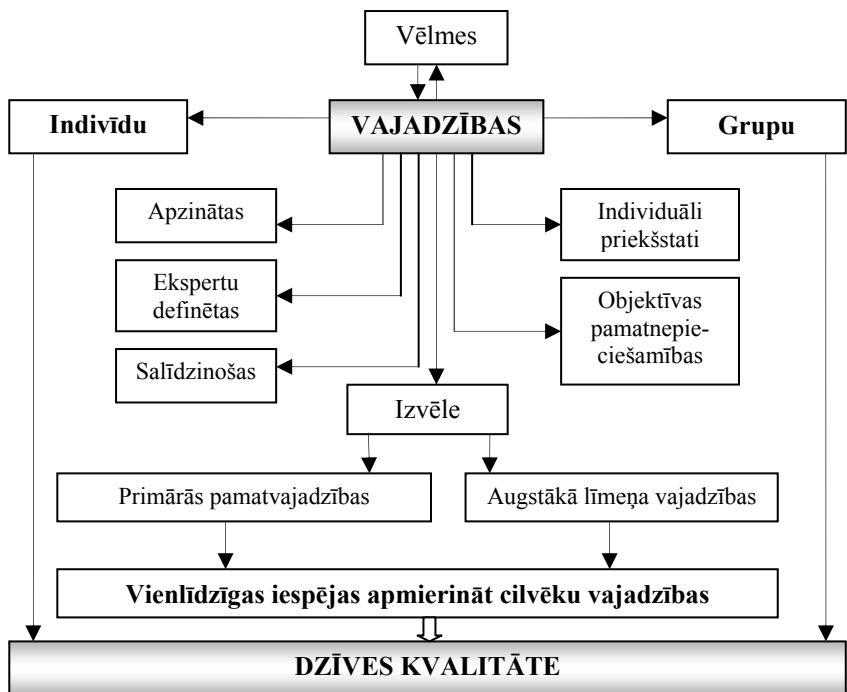 Vēlmes
Indivīdu
VAJADZĪBAS
Grupu
Apzinātas
Individuāli
priekšstati
Ekspertu
definētas
Objektīvas
pamatnepie-
ciešamības
Salīdzinošas
Izvēle
Primārās pamatvajadzības
Augstākā līmeņa vajadzības
Vienlīdzīgas iespējas apmierināt cilvēku vajadzības
DZĪVES KVALITĀTE